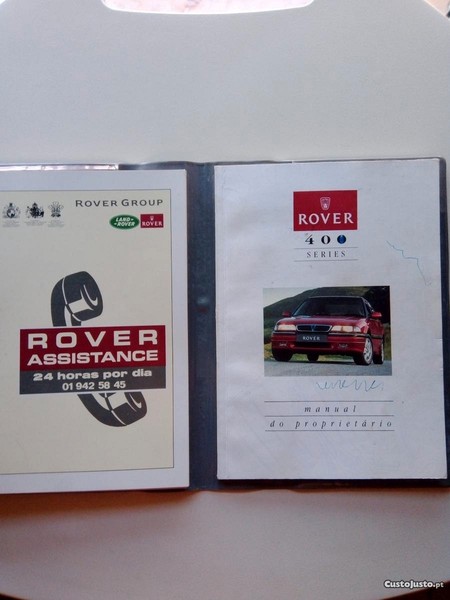 ROVER GROUP
LAND-
ROVER
ROVER
ROVER
ASSISTANCE
24 horas por dia
01 942 58 45
ROVER
400
SERIES
ROVER
manual
do proprietário
CustoJusto.pt